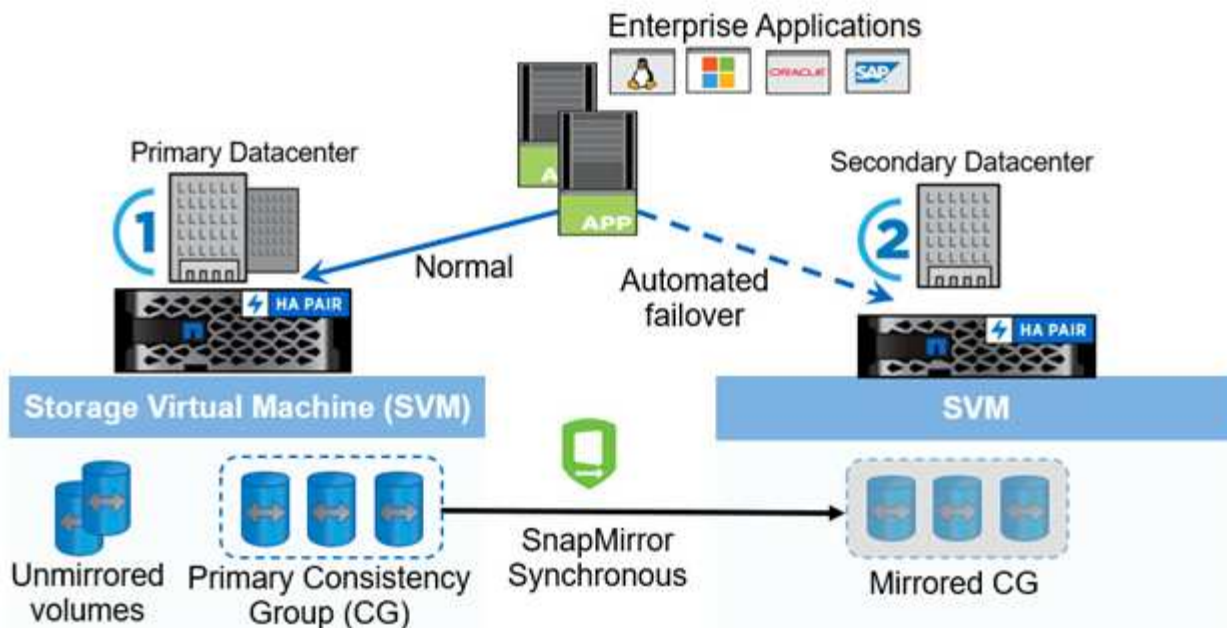 Enterprise Applications
ORACLE
SAP
Primary Datacenter
Secondary Datacenter
1
A
APP
2
Normal
Automated
failover
HA PAIR
HA PAIR
Storage Virtual Machine (SVM)
SVM
SnapMirror
Synchronous
Unmirrored
volumes
Primary Consistency
Group (CG)
Mirrored CG